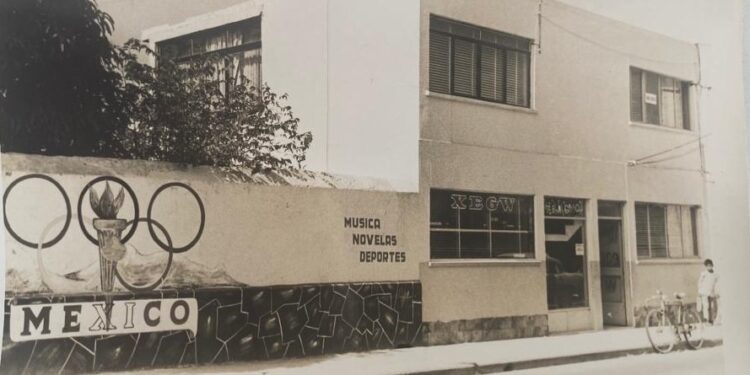 MEXICO
MUSICA
NOVELAS
DEPORTES
XEGW